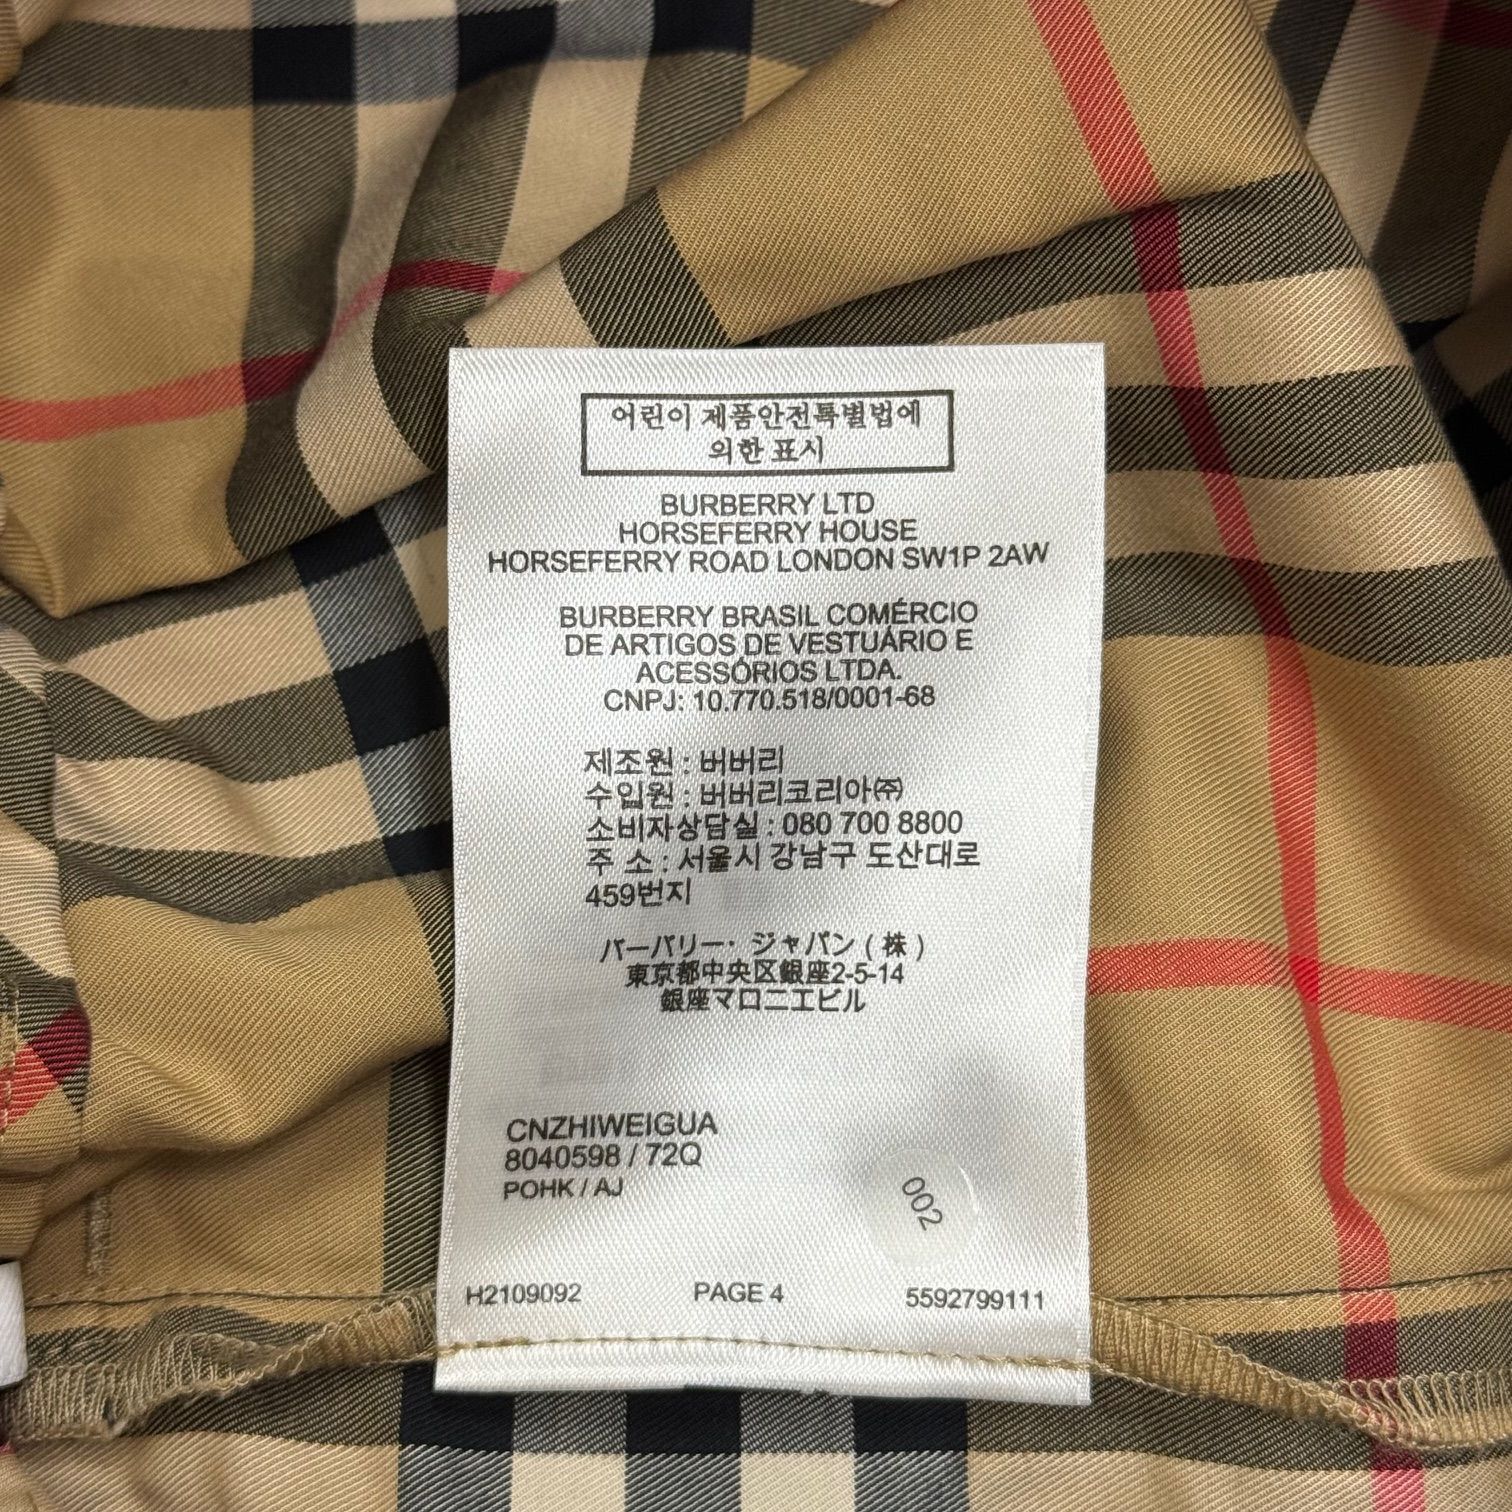 어린이 제품안전특별법에
의한 표시
BURBERRY LTD
HORSEFERRY HOUSE
HORSEFERRY ROAD LONDON SW1P 2AW
BURBERRY BRASIL COMÉRCIO
DE ARTIGOS DE VESTUÁRIO E
ACESSÓRIOS LTDA.
CNPJ: 10.770.518/0001-68
제조원 : 버버리
수입원 : 버버리코리아㈜
소비자상담실 : 080 700 8800
주 소 : 서울시 강남구 도산대로
459번지
バーバリー・ジャパン ( 株 )
東京都中央区銀座2-5-14
銀座マロニエビル
CNZHIWEIGUA
8040598 / 72Q
POHK / AJ
002
H2109092 PAGE 4 5592799111